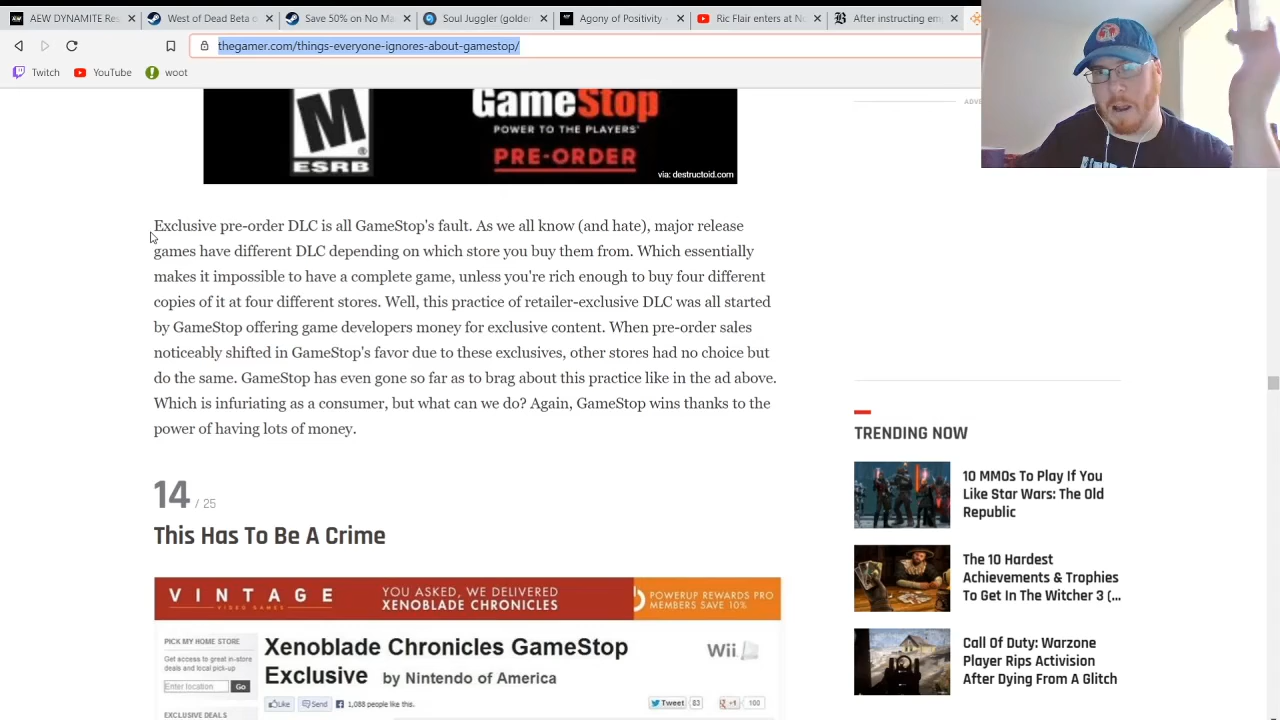 AEW DYNAMITE Res
West of Dead Beta on S
Save 50% on No Ma
Soul Juggler (golden
Agony of Positivity
Ric Flair enters at No
After instructing emp
thegamer.com/things-everyone-ignores-about-gamestop/
Twitch
YouTube
woot
M
ESRB
GameStop
POWER TO THE PLAYERS
PRE-ORDER
via: destructoid.com
ADVE
Exclusive pre-order DLC is all GameStop's fault. As we all know (and hate), major release
games have different DLC depending on which store you buy them from. Which essentially
makes it impossible to have a complete game, unless you're rich enough to buy four different
copies of it at four different stores. Well, this practice of retailer-exclusive DLC was all started
by GameStop offering game developers money for exclusive content. When pre-order sales
noticeably shifted in GameStop's favor due to these exclusives, other stores had no choice but
do the same. GameStop has even gone so far as to brag about this practice like in the ad above.
Which is infuriating as a consumer, but what can we do? Again, GameStop wins thanks to the
power of having lots of money.
14 / 25
This Has To Be A Crime
VINTAGE
VIDEO GAMES
YOU ASKED, WE DELIVERED
XENOBLADE CHRONICLES
POWERUP REWARDS PRO
MEMBERS SAVE 10%
PICK MY HOME STORE
Get access to great in-store
deals and local pick-up
Enter location
Go
EXCLUSIVE DEALS
Xenoblade Chronicles GameStop
Exclusive by Nintendo of America
Wii
Like
Send
1,088 people like this.
Tweet
83
+1
100
TRENDING NOW
10 MMOs To Play If You
Like Star Wars: The Old
Republic
The 10 Hardest
Achievements & Trophies
To Get In The Witcher 3 (...
Call Of Duty: Warzone
Player Rips Activision
After Dying From A Glitch